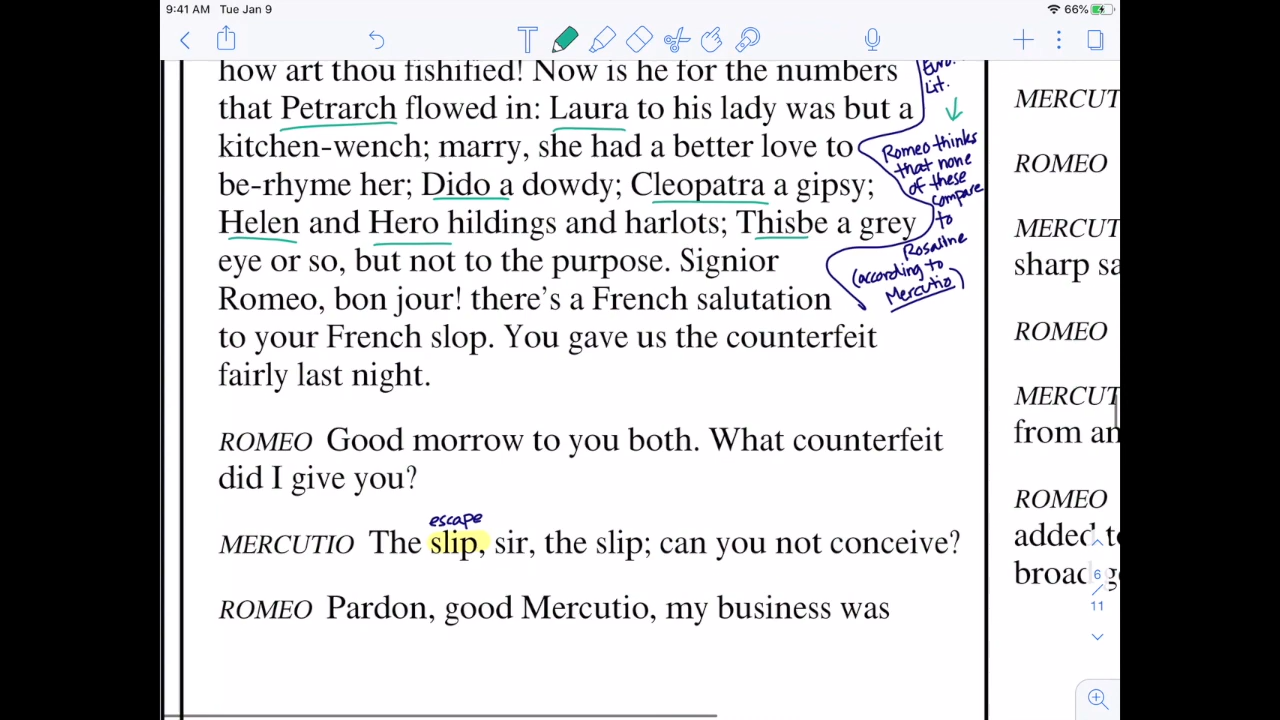 9:41 AM Tue Jan 9
66%
how art thou fishified! Now is he for the numbers
that Petrarch flowed in: Laura to his lady was but a
kitchen-wench; marry, she had a better love to
be-rhyme her; Dido a dowdy; Cleopatra a gipsy;
Helen and Hero hildings and harlots; Thisbe a grey
eye or so, but not to the purpose. Signior
Romeo, bon jour! there's a French salutation
to your French slop. You gave us the counterfeit
fairly last night.
ROMEO Good morrow to you both. What counterfeit
did I give you?
escape
MERCUTIO The slip, sir, the slip; can you not conceive?
ROMEO Pardon, good Mercutio, my business was
Lit.
Romeo thinks
that none
of these
compare
to
Rosaline
(according to
Mercutio)
MERCUT
ROMEO
MERCUT
sharp sa
ROMEO
MERCUT
from an
ROMEO
added to
broad g
6
11